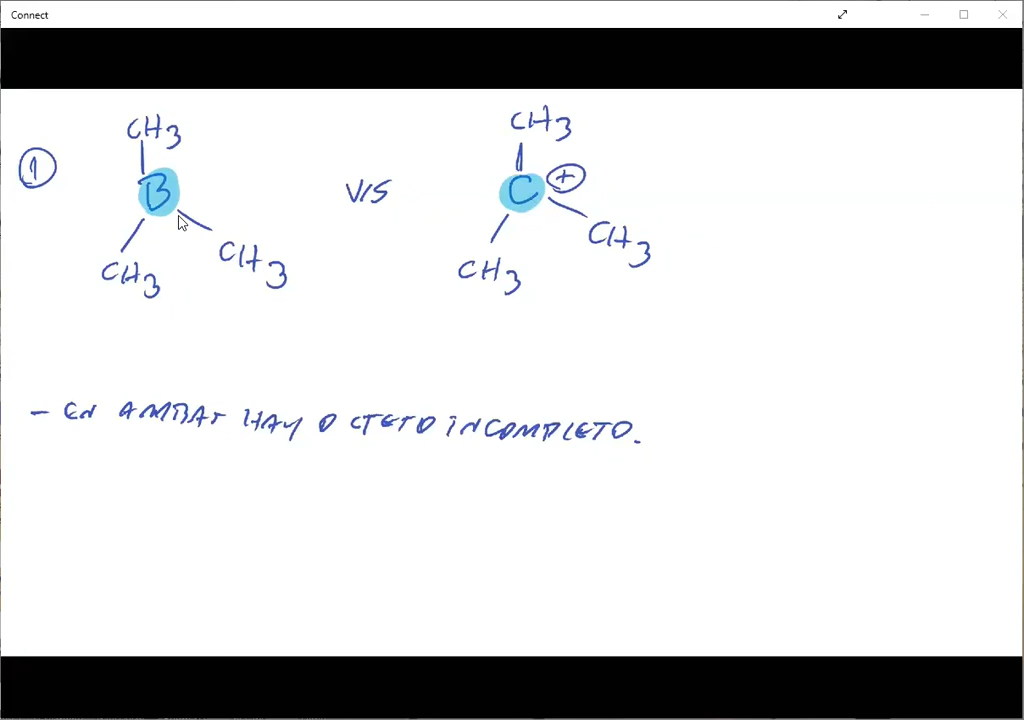 Connect
CH3
CH3
1
B
V/S
C +
CH3
CH3
CH3
CH3
- EN AMBAS HAY OCTETO INCOMPLETO.